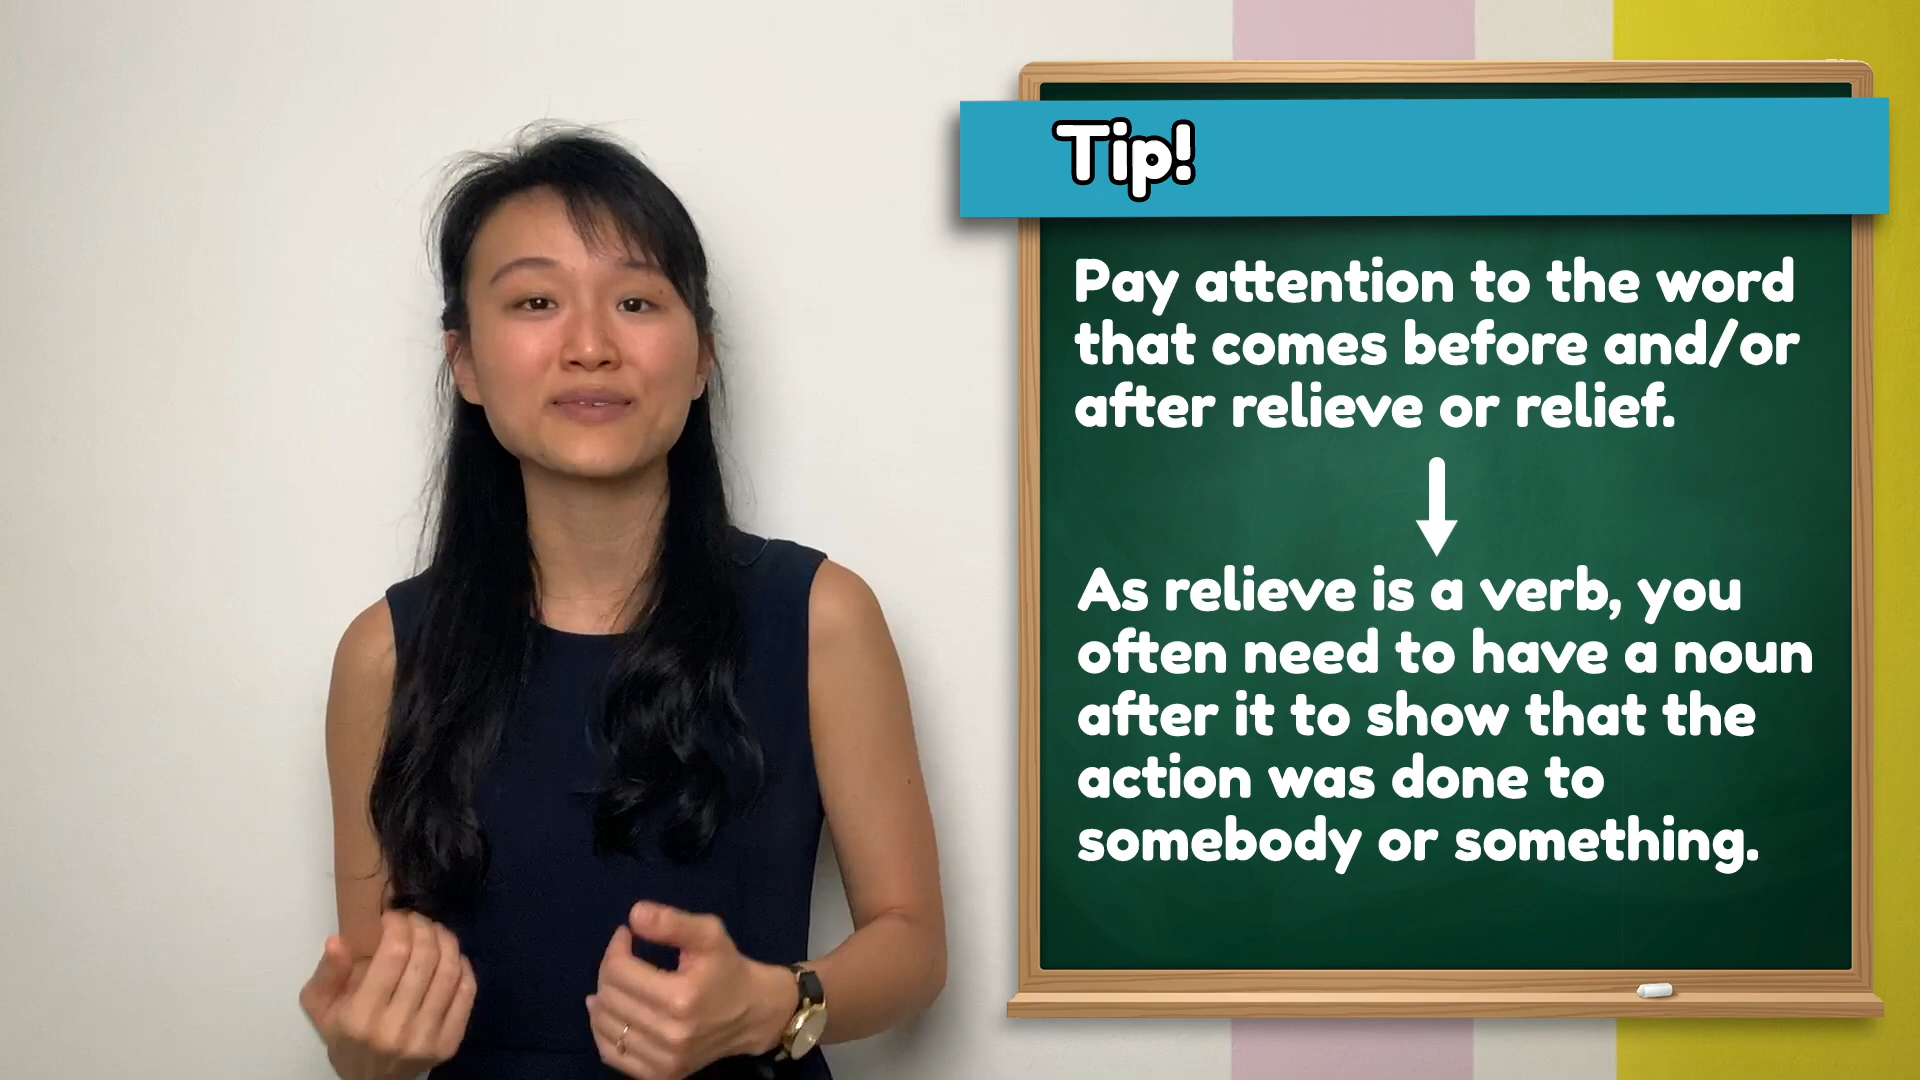 Tip!
Pay attention to the word
that comes before and/or
after relieve or relief.
As relieve is a verb, you
often need to have a noun
after it to show that the
action was done to
somebody or something.